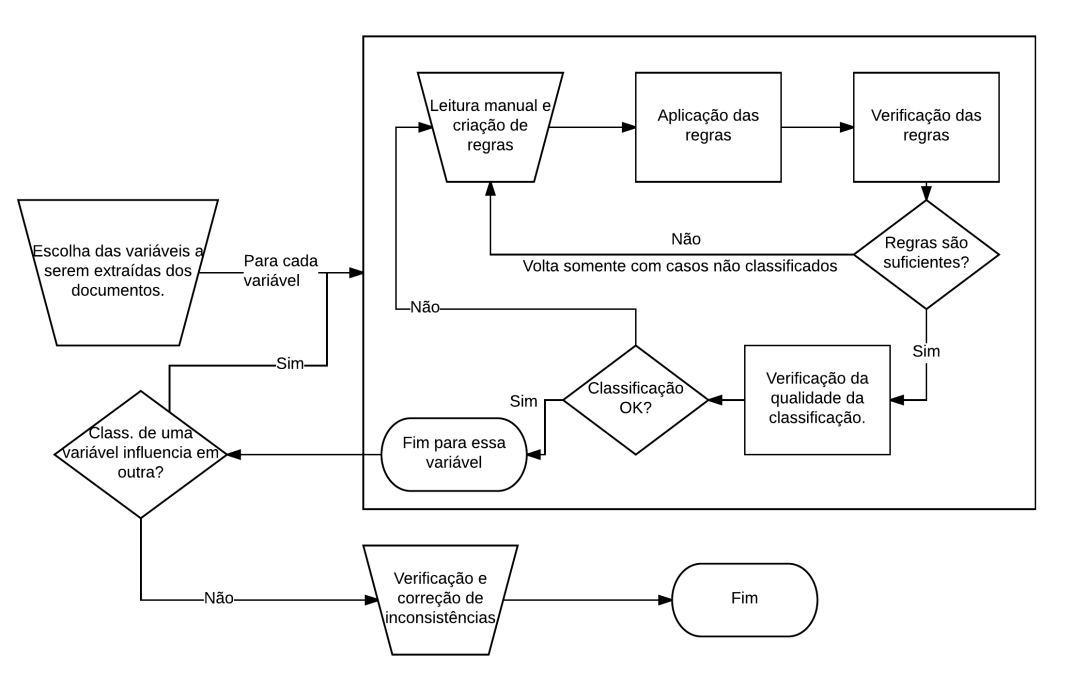 Leitura manual e
criação de
regras
Aplicação das
regras
Verificação das
regras
Escolha das variáveis a
serem extraídas dos
documentos.
Para cada
variável
Não
Volta somente com casos não classificados
Regras são
suficientes?
Não
Sim
Sim
Classificação
OK?
Verificação da
qualidade da
classificação.
Sim
Fim para essa
variável
Class. de uma
variável influencia em
outra?
Não
Verificação e
correção de
inconsistências
Fim